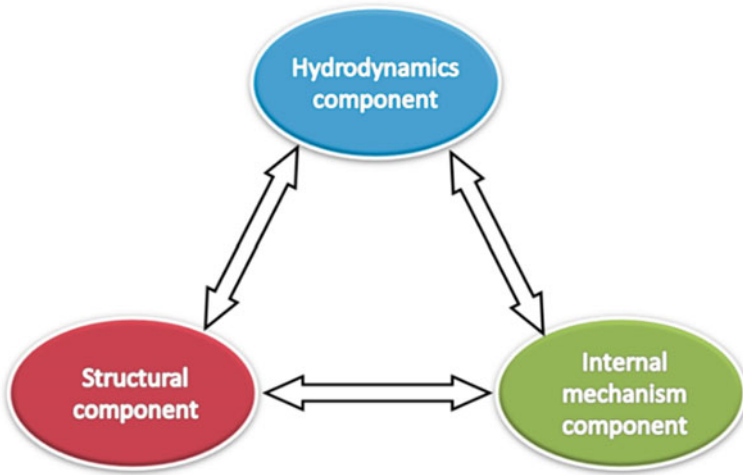 Hydrodynamics
component
Structural
component
Internal
mechanism
component